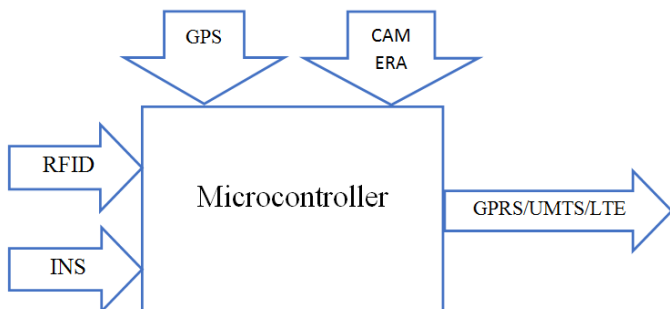 GPS
CAM
ERA
RFID
Microcontroller
GPRS/UMTS/LTE
INS